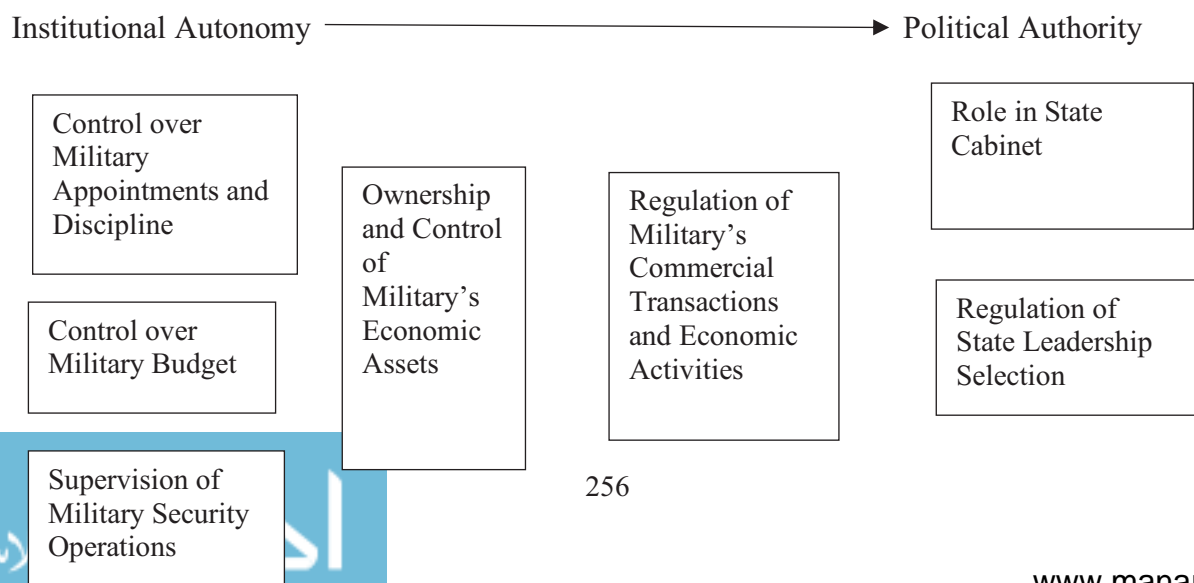 Institutional Autonomy
Political Authority
Control over
Military
Appointments and
Discipline
Control over
Military Budget
Supervision of
Military Security
Operations
Ownership
and Control
of
Military’s
Economic
Assets
Regulation of
Military’s
Commercial
Transactions
and Economic
Activities
Role in State
Cabinet
Regulation of
State Leadership
Selection
256